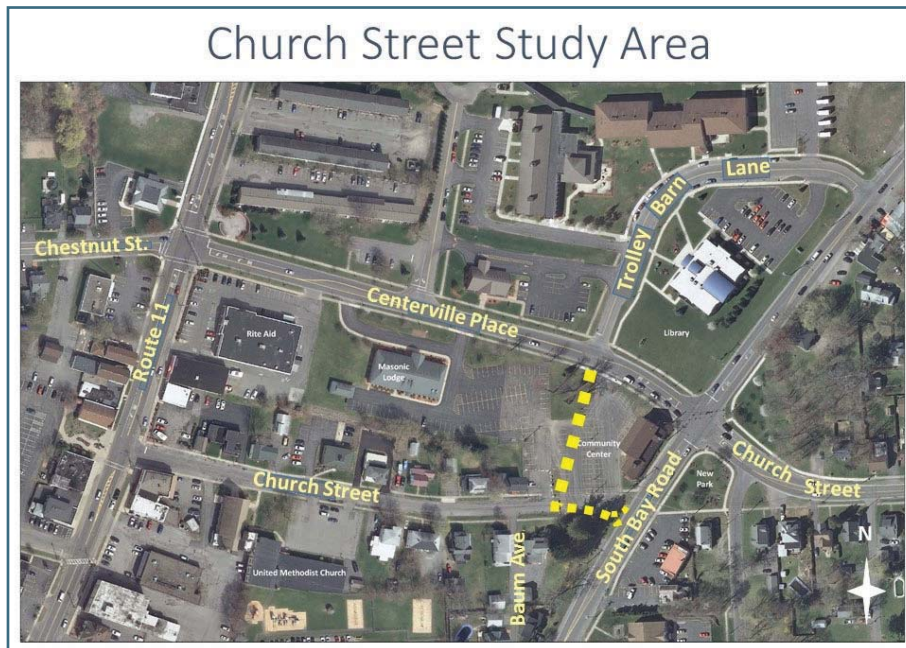 Church Street Study Area
Chestnut St.
Route 11
Rite Aid
Centerville Place
Masonic
Lodge
Trolley Barn Lane
Library
Community
Center
Church Street
United Methodist Church
Baum Ave
South Bay Road
New
Park
Church Street
N